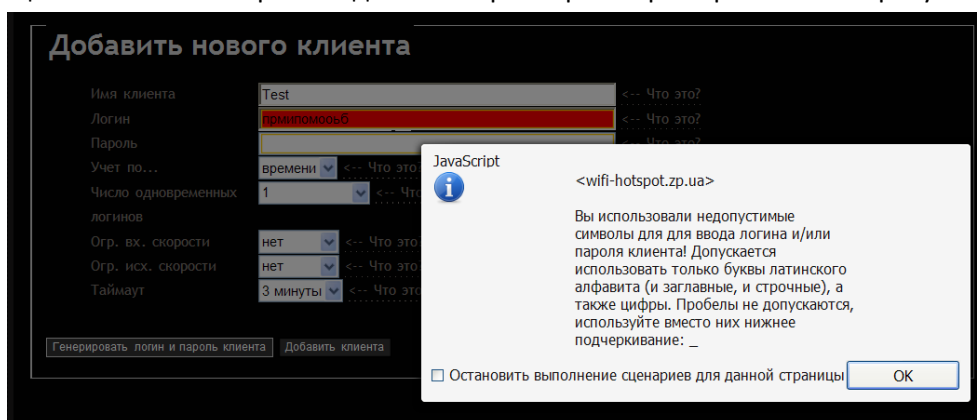 Добавить нового клиента
Имя клиента Test <-- Что это?
Логин прмипомосьб <-- Что это?
Пароль <-- Что это?
Учет по... времени <-- Что это
Число одновременных логинов 1 <-- Что
Огр. вх. скорости нет <-- Что это
Огр. исх. скорости нет <-- Что это
Таймаут 3 минуты <-- Что это
Генерировать логин и пароль клиента Добавить клиента
JavaScript
<wifi-hotspot.zp.ua>
Вы использовали недопустимые
символы для для ввода логина и/или
пароля клиента! Допускается
использовать только буквы латинского
алфавита (и заглавные, и строчные), а
также цифры. Пробелы не допускаются,
используйте вместо них нижнее
подчеркивание: _
Остановить выполнение сценариев для данной страницы OK